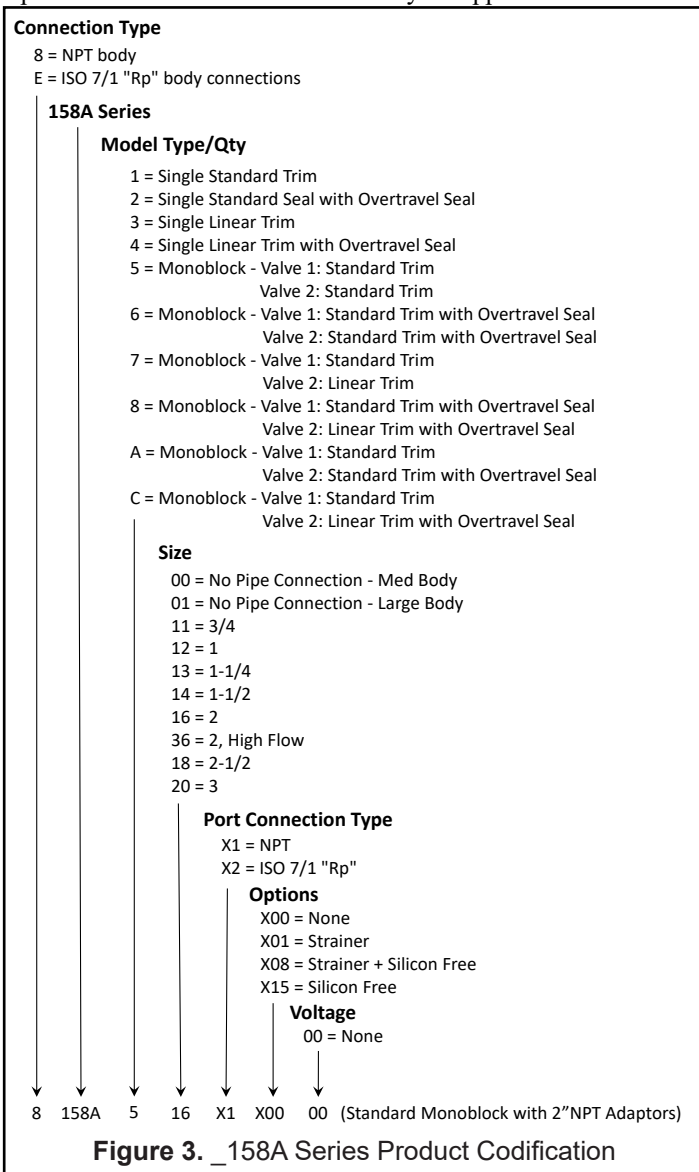 Connection Type
8 = NPT body
E = ISO 7/1 "Rp" body connections
158A Series
Model Type/Qty
1 = Single Standard Trim
2 = Single Standard Seal with Overtravel Seal
3 = Single Linear Trim
4 = Single Linear Trim with Overtravel Seal
5 = Monoblock - Valve 1: Standard Trim
Valve 2: Standard Trim
6 = Monoblock - Valve 1: Standard Trim with Overtravel Seal
Valve 2: Standard Trim with Overtravel Seal
7 = Monoblock - Valve 1: Standard Trim
Valve 2: Linear Trim
8 = Monoblock - Valve 1: Standard Trim with Overtravel Seal
Valve 2: Linear Trim with Overtravel Seal
A = Monoblock - Valve 1: Standard Trim
Valve 2: Standard Trim with Overtravel Seal
C = Monoblock - Valve 1: Standard Trim
Valve 2: Linear Trim with Overtravel Seal
Size
00 = No Pipe Connection - Med Body
01 = No Pipe Connection - Large Body
11 = 3/4
12 = 1
13 = 1-1/4
14 = 1-1/2
16 = 2
36 = 2, High Flow
18 = 2-1/2
20 = 3
Port Connection Type
X1 = NPT
X2 = ISO 7/1 "Rp"
Options
X00 = None
X01 = Strainer
X08 = Strainer + Silicon Free
X15 = Silicon Free
Voltage
00 = None
8 158A 5 16 X1 X00 00 (Standard Monoblock with 2”NPT Adaptors)
Figure 3. _158A Series Product Codification